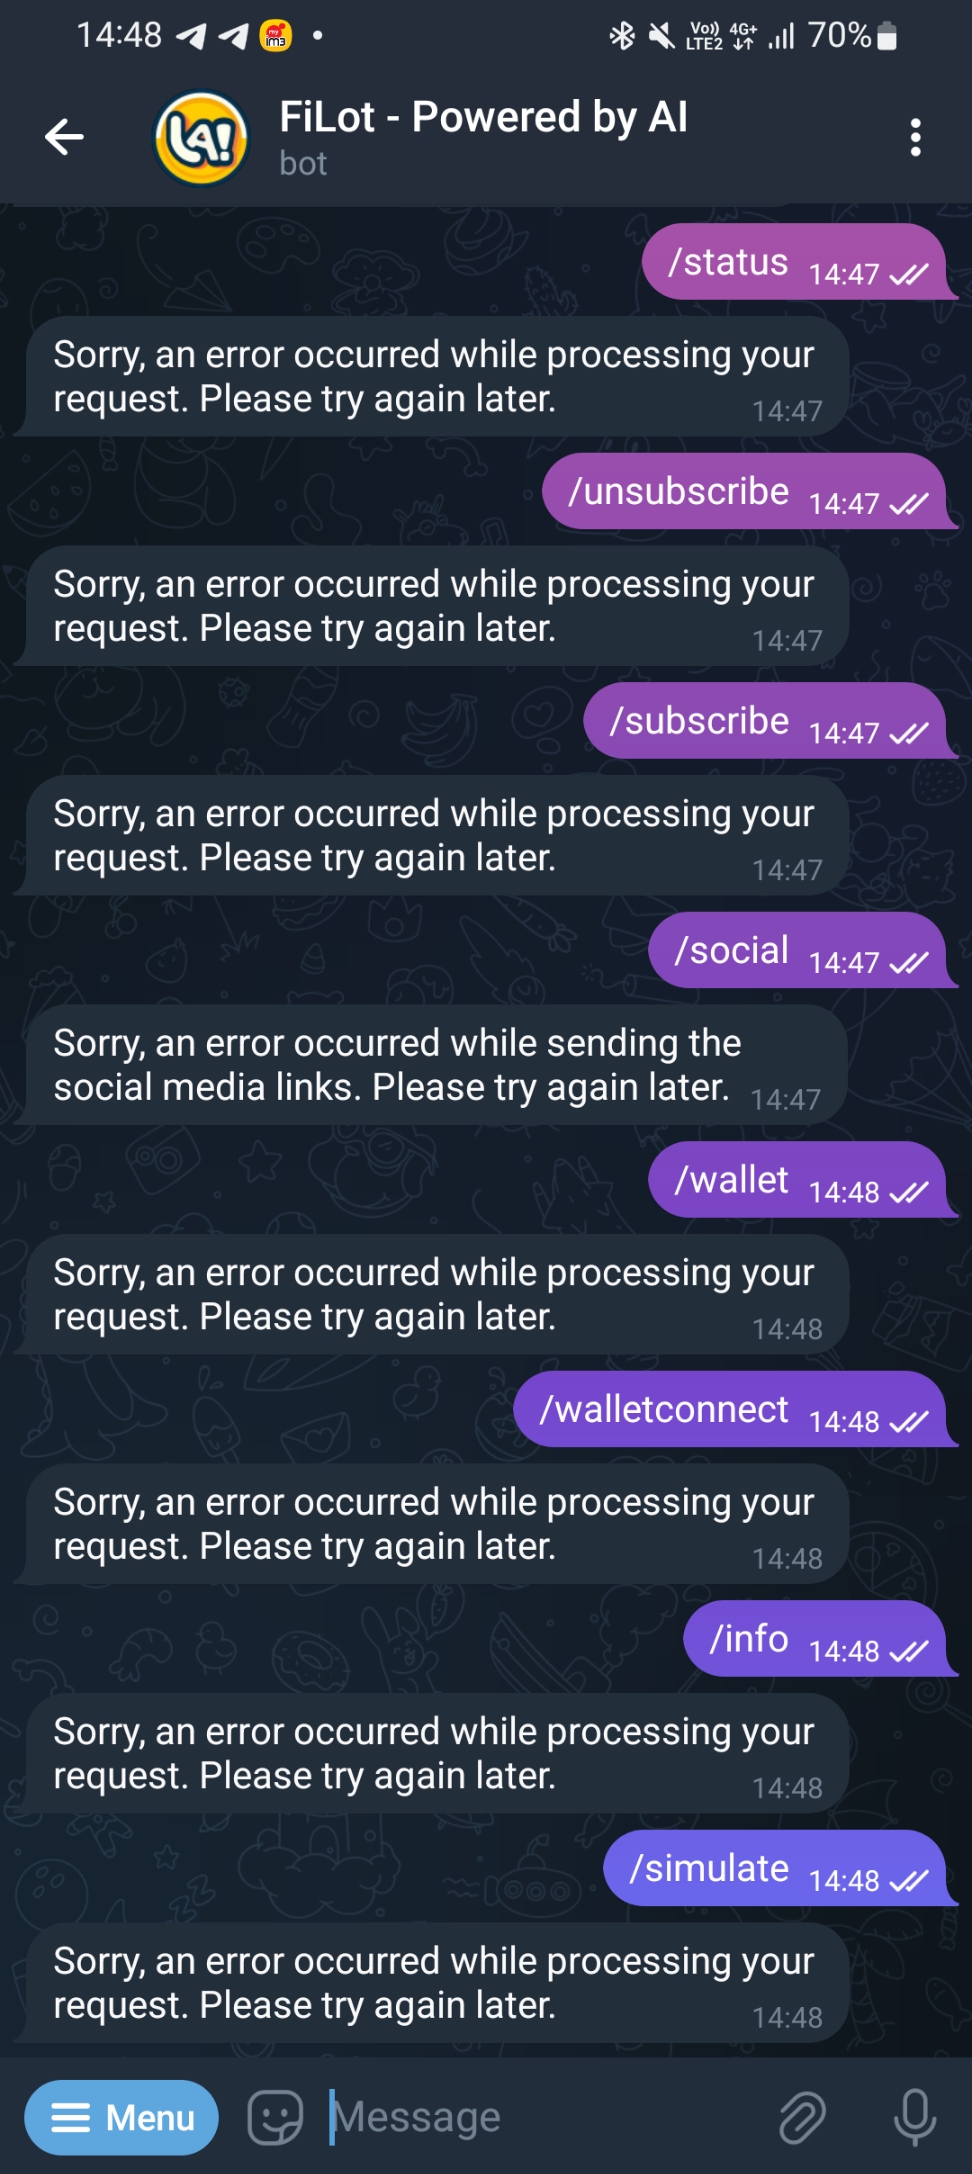 14:48 my im3 Vo)) LTE2 4G+ 70%
LA! FiLot - Powered by AI
bot
/status 14:47
Sorry, an error occurred while processing your
request. Please try again later. 14:47
/unsubscribe 14:47
Sorry, an error occurred while processing your
request. Please try again later. 14:47
/subscribe 14:47
Sorry, an error occurred while processing your
request. Please try again later. 14:47
/social 14:47
Sorry, an error occurred while sending the
social media links. Please try again later. 14:47
/wallet 14:48
Sorry, an error occurred while processing your
request. Please try again later. 14:48
/walletconnect 14:48
Sorry, an error occurred while processing your
request. Please try again later. 14:48
/info 14:48
Sorry, an error occurred while processing your
request. Please try again later. 14:48
/simulate 14:48
Sorry, an error occurred while processing your
request. Please try again later. 14:48
Menu Message